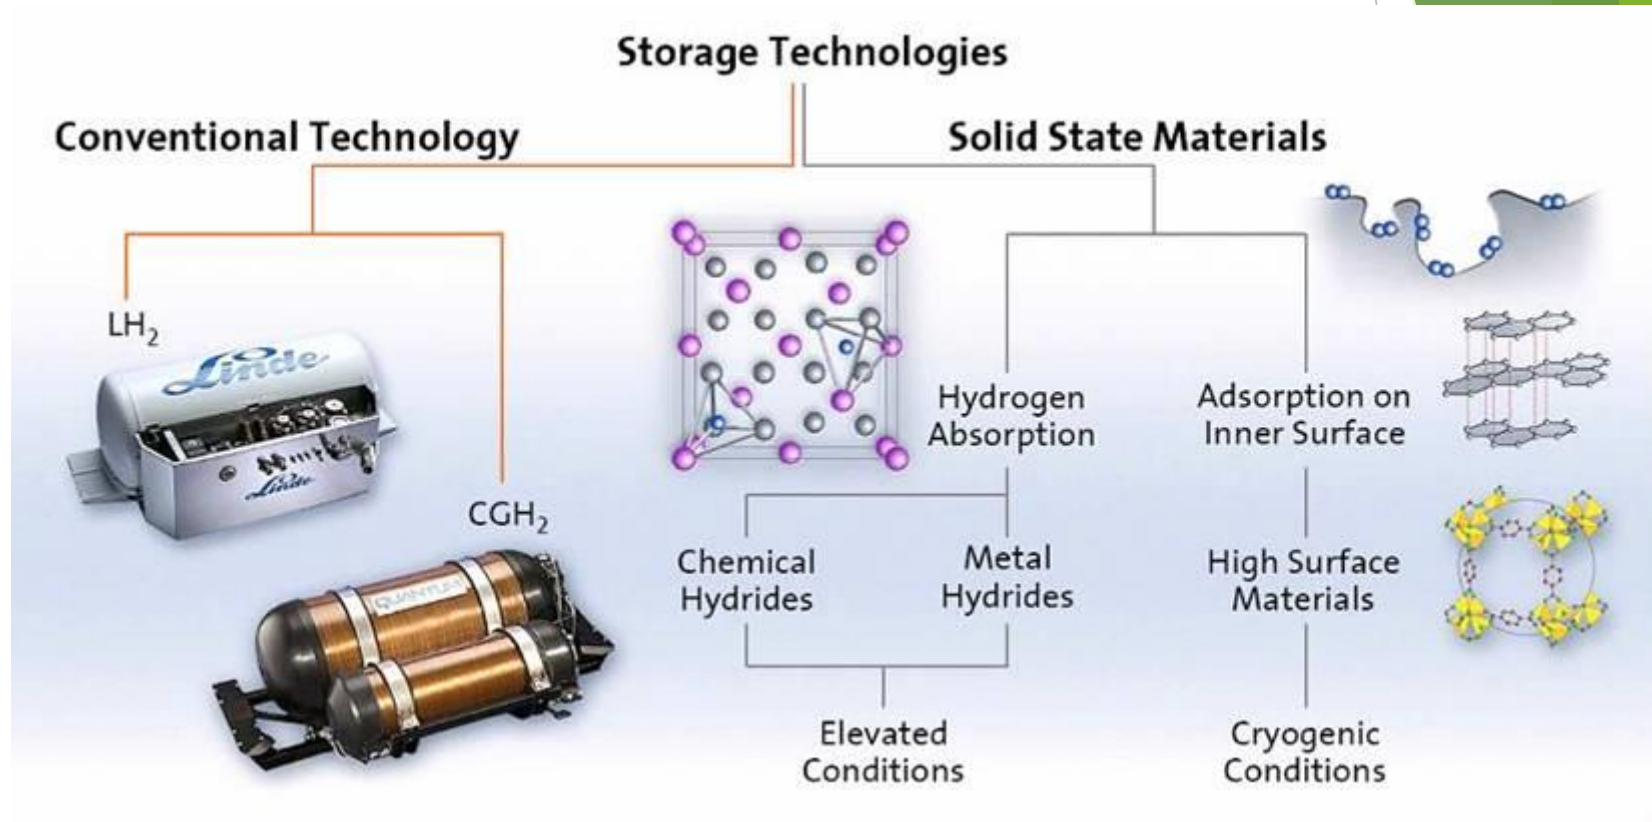 Storage Technologies
Conventional Technology
Solid State Materials
LH₂
Linde
Linde
CGH₂
QUANTUM
Hydrogen
Absorption
Adsorption on
Inner Surface
Chemical
Hydrides
Metal
Hydrides
High Surface
Materials
Elevated
Conditions
Cryogenic
Conditions